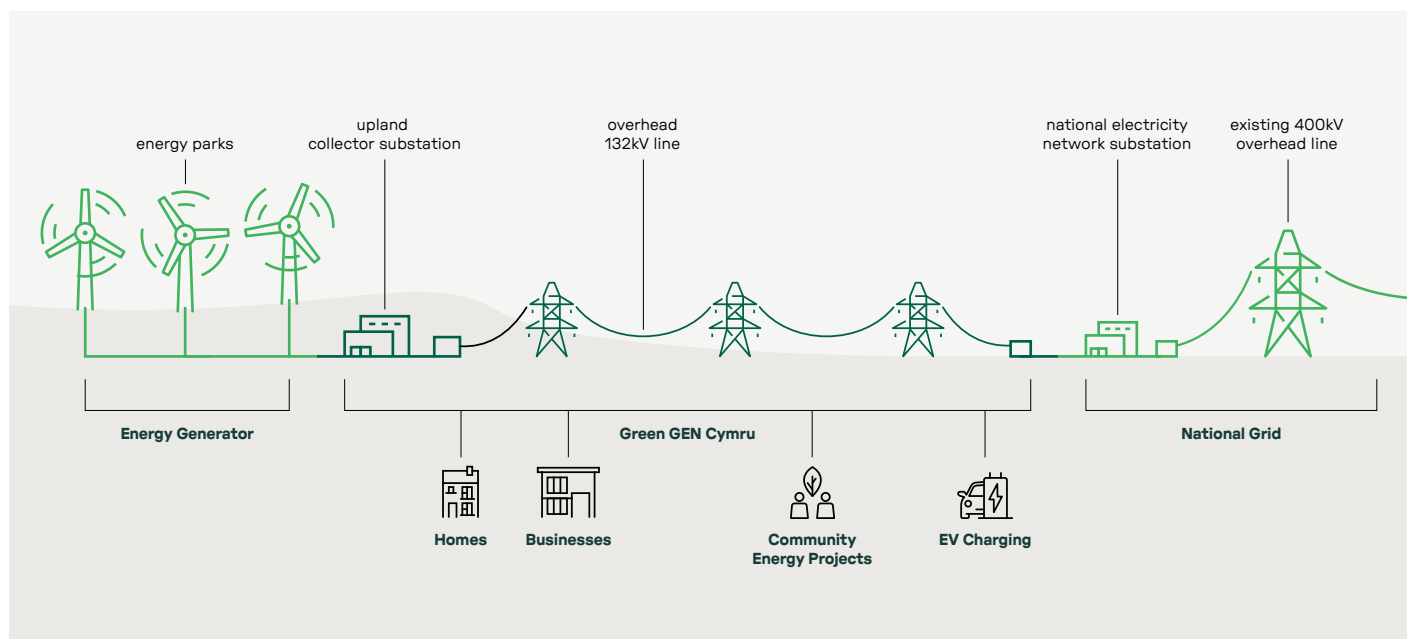 energy parks
upland
collector substation
overhead
132kV line
national electricity
network substation
existing 400kV
overhead line
Energy Generator
Green GEN Cymru
National Grid
Homes
Businesses
Community
Energy Projects
EV Charging